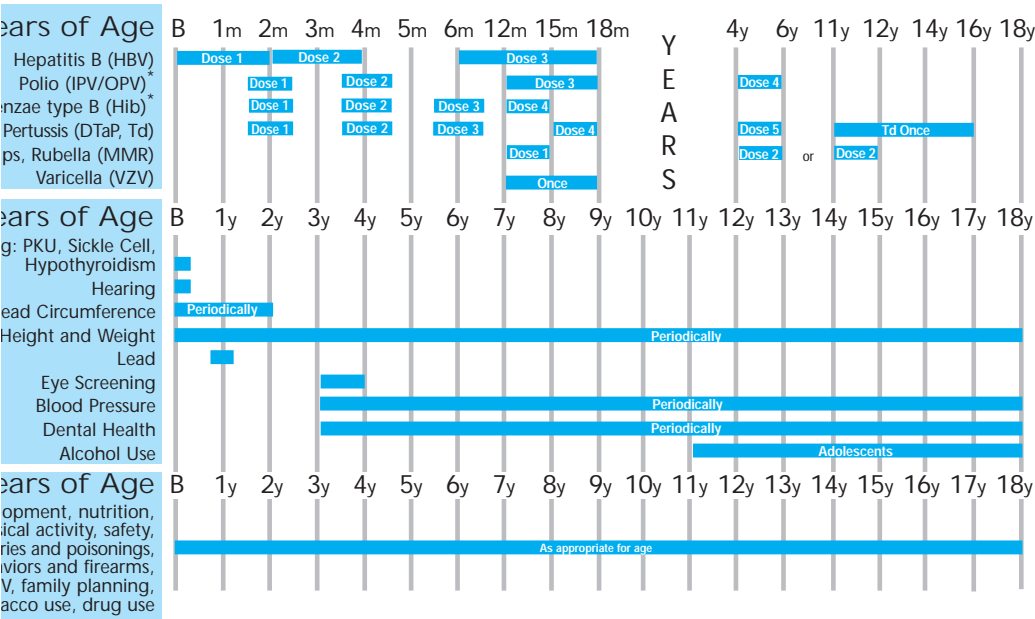 ears of Age B 1m 2m 3m 4m 5m 6m 12m 15m 18m 4y 6y 11y 12y 14y 16y 18y
YEARS
Hepatitis B (HBV) Dose 1 Dose 2 Dose 3
Polio (IPV/OPV)* Dose 1 Dose 2 Dose 3 Dose 4
enzae type B (Hib)* Dose 1 Dose 2 Dose 3 Dose 4
Pertussis (DTaP, Td) Dose 1 Dose 2 Dose 3 Dose 4 Dose 5 Td Once
ps, Rubella (MMR) Dose 1 Dose 2 or Dose 2
Varicella (VZV) Once
ears of Age B 1y 2y 3y 4y 5y 6y 7y 8y 9y 10y 11y 12y 13y 14y 15y 16y 17y 18y
g: PKU, Sickle Cell,
Hypothyroidism
Hearing
ead Circumference Periodically
Height and Weight Periodically
Lead
Eye Screening
Blood Pressure Periodically
Dental Health Periodically
Alcohol Use Adolescents
ears of Age B 1y 2y 3y 4y 5y 6y 7y 8y 9y 10y 11y 12y 13y 14y 15y 16y 17y 18y
opment, nutrition,
sical activity, safety,
ries and poisonings, As appropriate for age
viors and firearms,
V, family planning,
acco use, drug use